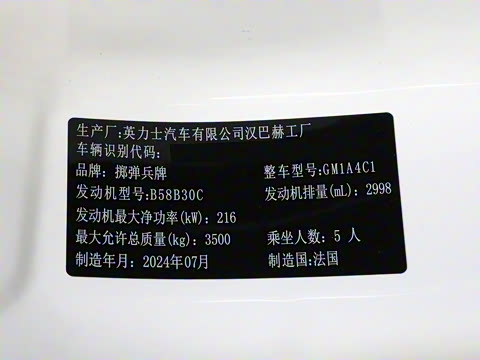 生产厂:英力士汽车有限公司汉巴赫工厂
车辆识别代码:
品牌: 掷弹兵牌 整车型号:GM1A4C1
发动机型号:B58B30C 发动机排量(mL): 2998
发动机最大净功率(kW): 216
最大允许总质量(kg): 3500 乘坐人数: 5 人
制造年月: 2024年07月 制造国:法国